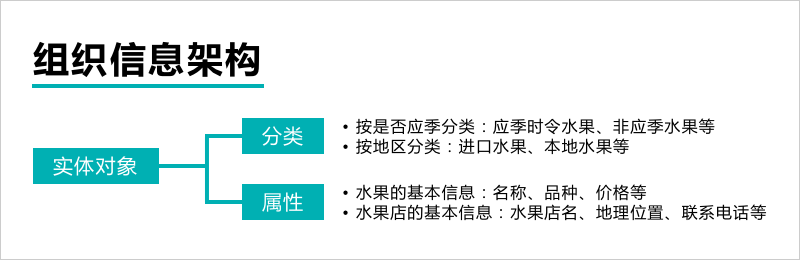 组织信息架构
实体对象
分类
• 按是否应季分类：应季时令水果、非应季水果等
• 按地区分类：进口水果、本地水果等
属性
• 水果的基本信息：名称、品种、价格等
• 水果店的基本信息：水果店名、地理位置、联系电话等